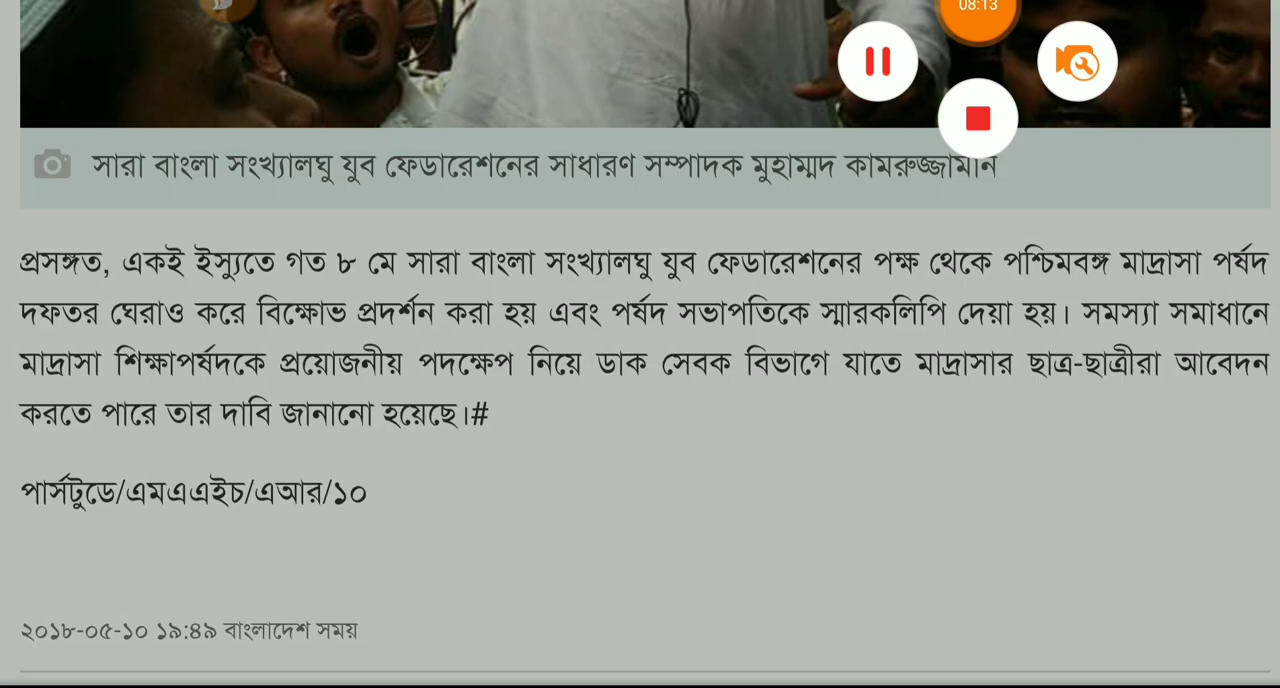 08:13
সারা বাংলা সংখ্যালঘু যুব ফেডারেশনের সাধারণ সম্পাদক মুহাম্মদ কামরুজ্জামান
প্রসঙ্গত, একই ইস্যুতে গত ৮ মে সারা বাংলা সংখ্যালঘু যুব ফেডারেশনের পক্ষ থেকে পশ্চিমবঙ্গ মাদ্রাসা পর্ষদ
দফতর ঘেরাও করে বিক্ষোভ প্রদর্শন করা হয় এবং পর্ষদ সভাপতিকে স্মারকলিপি দেয়া হয়। সমস্যা সমাধানে
মাদ্রাসা শিক্ষাপর্ষদকে প্রয়োজনীয় পদক্ষেপ নিয়ে ডাক সেবক বিভাগে যাতে মাদ্রাসার ছাত্র-ছাত্রীরা আবেদন
করতে পারে তার দাবি জানানো হয়েছে।#
পার্সটুডে/এমএএইচ/এআর/১০
২০১৮-০৫-১০ ১৯:৪৯ বাংলাদেশ সময়